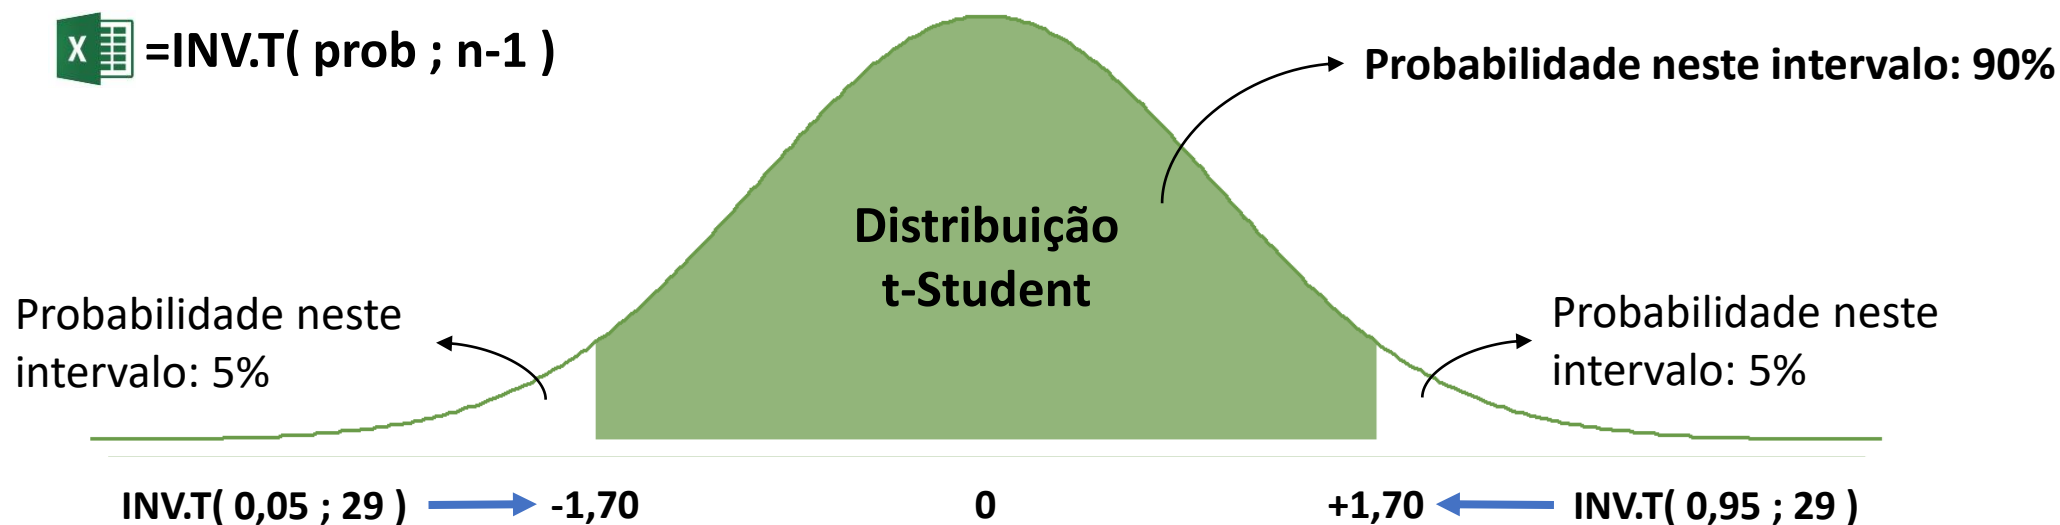 X
=INV.T( prob ; n-1 )
Probabilidade neste intervalo: 90%
Distribuição
t-Student
Probabilidade neste
intervalo: 5%
Probabilidade neste
intervalo: 5%
INV.T( 0,05 ; 29 ) -1,70 0 +1,70 INV.T( 0,95 ; 29 )